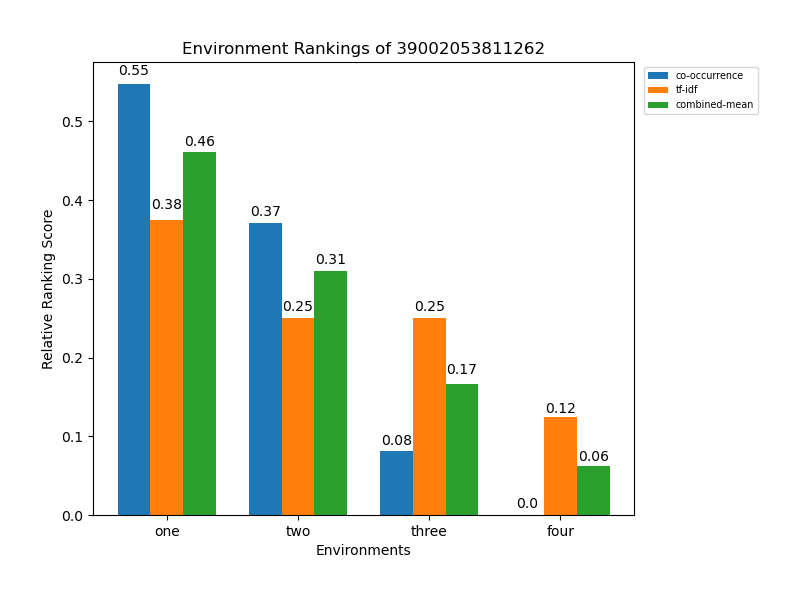 Environment Rankings of 39002053811262
co-occurrence
tf-idf
combined-mean
0.55
0.38
0.46
0.37
0.25
0.31
0.08
0.25
0.17
0.0
0.12
0.06
0.5
0.4
0.3
0.2
0.1
0.0
Relative Ranking Score
one two three four
Environments